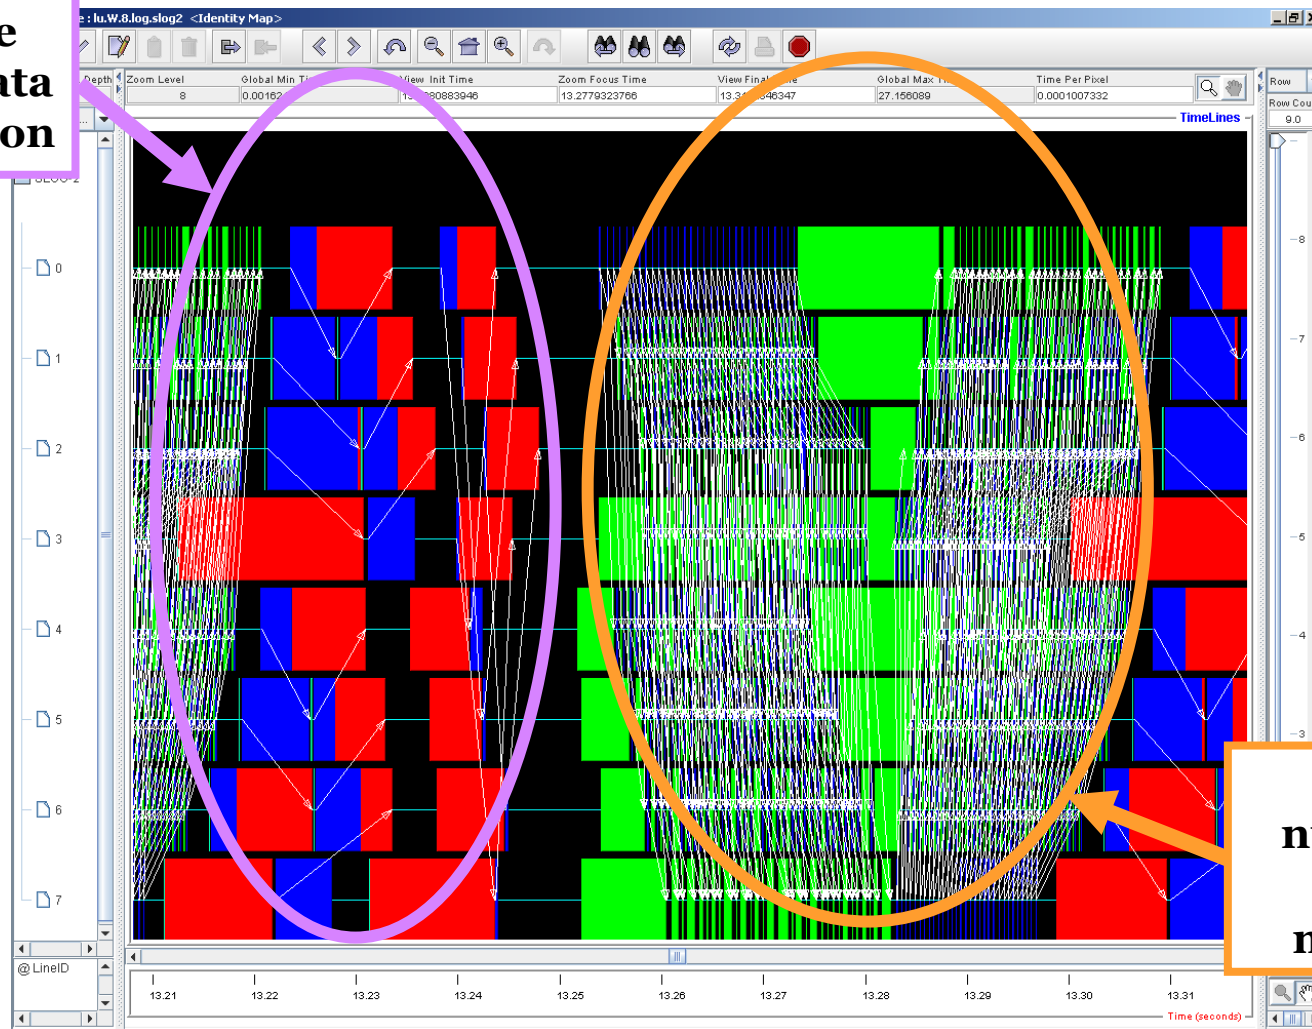 e : lu.W.8.log.slog2 <Identity Map>
ata
on
Depth
Zoom Level
Global Min
View Init Time
Zoom Focus Time
View Final
Global Max
Time Per Pixel
Row
8
0.00162
13.2779323766
27.156089
0.0001007332
Row Cou
9.0
TimeLines
0
1
2
3
4
5
6
7
8
7
6
5
3
@ LineID
13.21
13.22
13.23
13.24
13.25
13.26
13.27
13.28
13.29
13.30
13.31
Time (seconds)